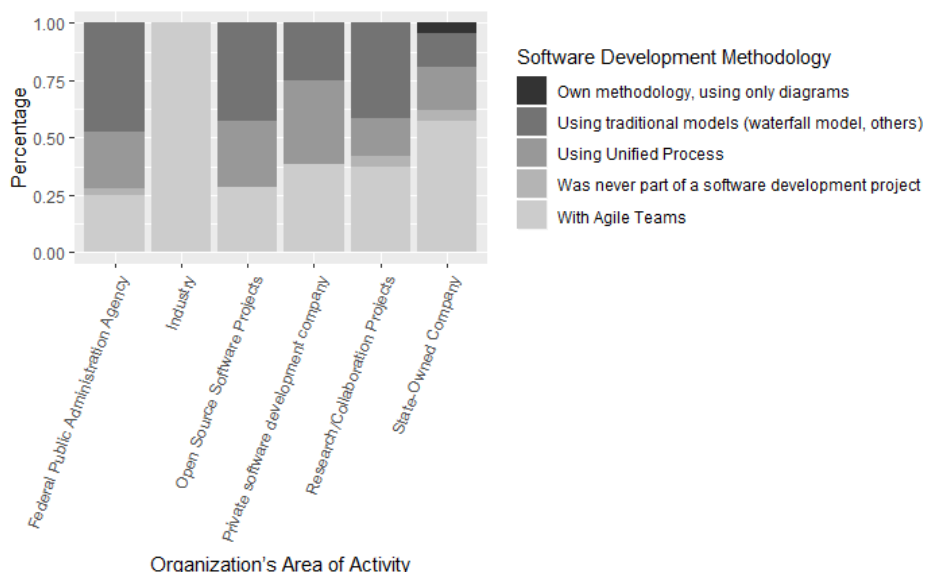 1.00
0.75
0.50
0.25
0.00
Percentage
Federal Public Administration Agency
Industry
Open Source Software Projects
Private software development company
Research/Collaboration Projects
State-Owned Company
Organization's Area of Activity
Software Development Methodology
Own methodology, using only diagrams
Using traditional models (waterfall model, others)
Using Unified Process
Was never part of a software development project
With Agile Teams